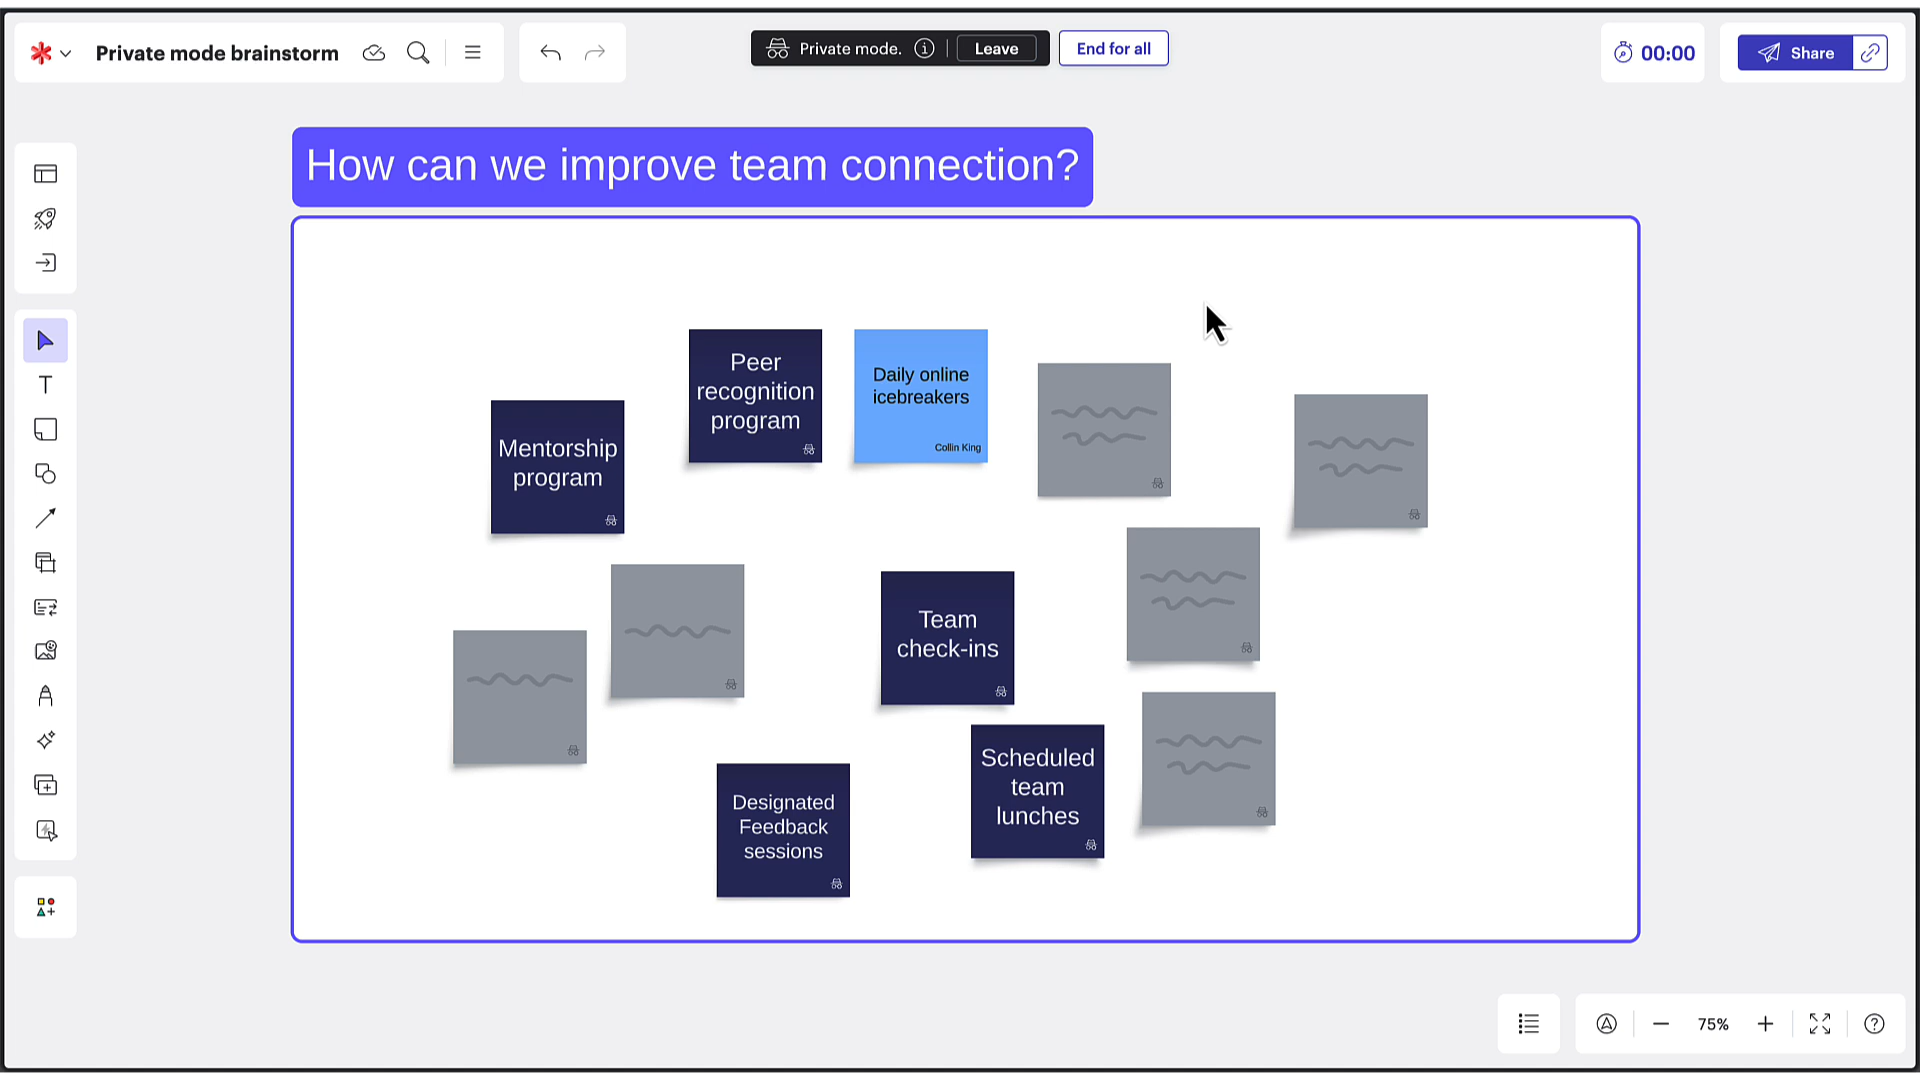 Private mode brainstorm
Private mode.
Leave
End for all
00:00
Share
How can we improve team connection?
Peer
recognition
program
Daily online
icebreakers
Collin King
Mentorship
program
Team
check-ins
Scheduled
team
lunches
Designated
Feedback
sessions
75%